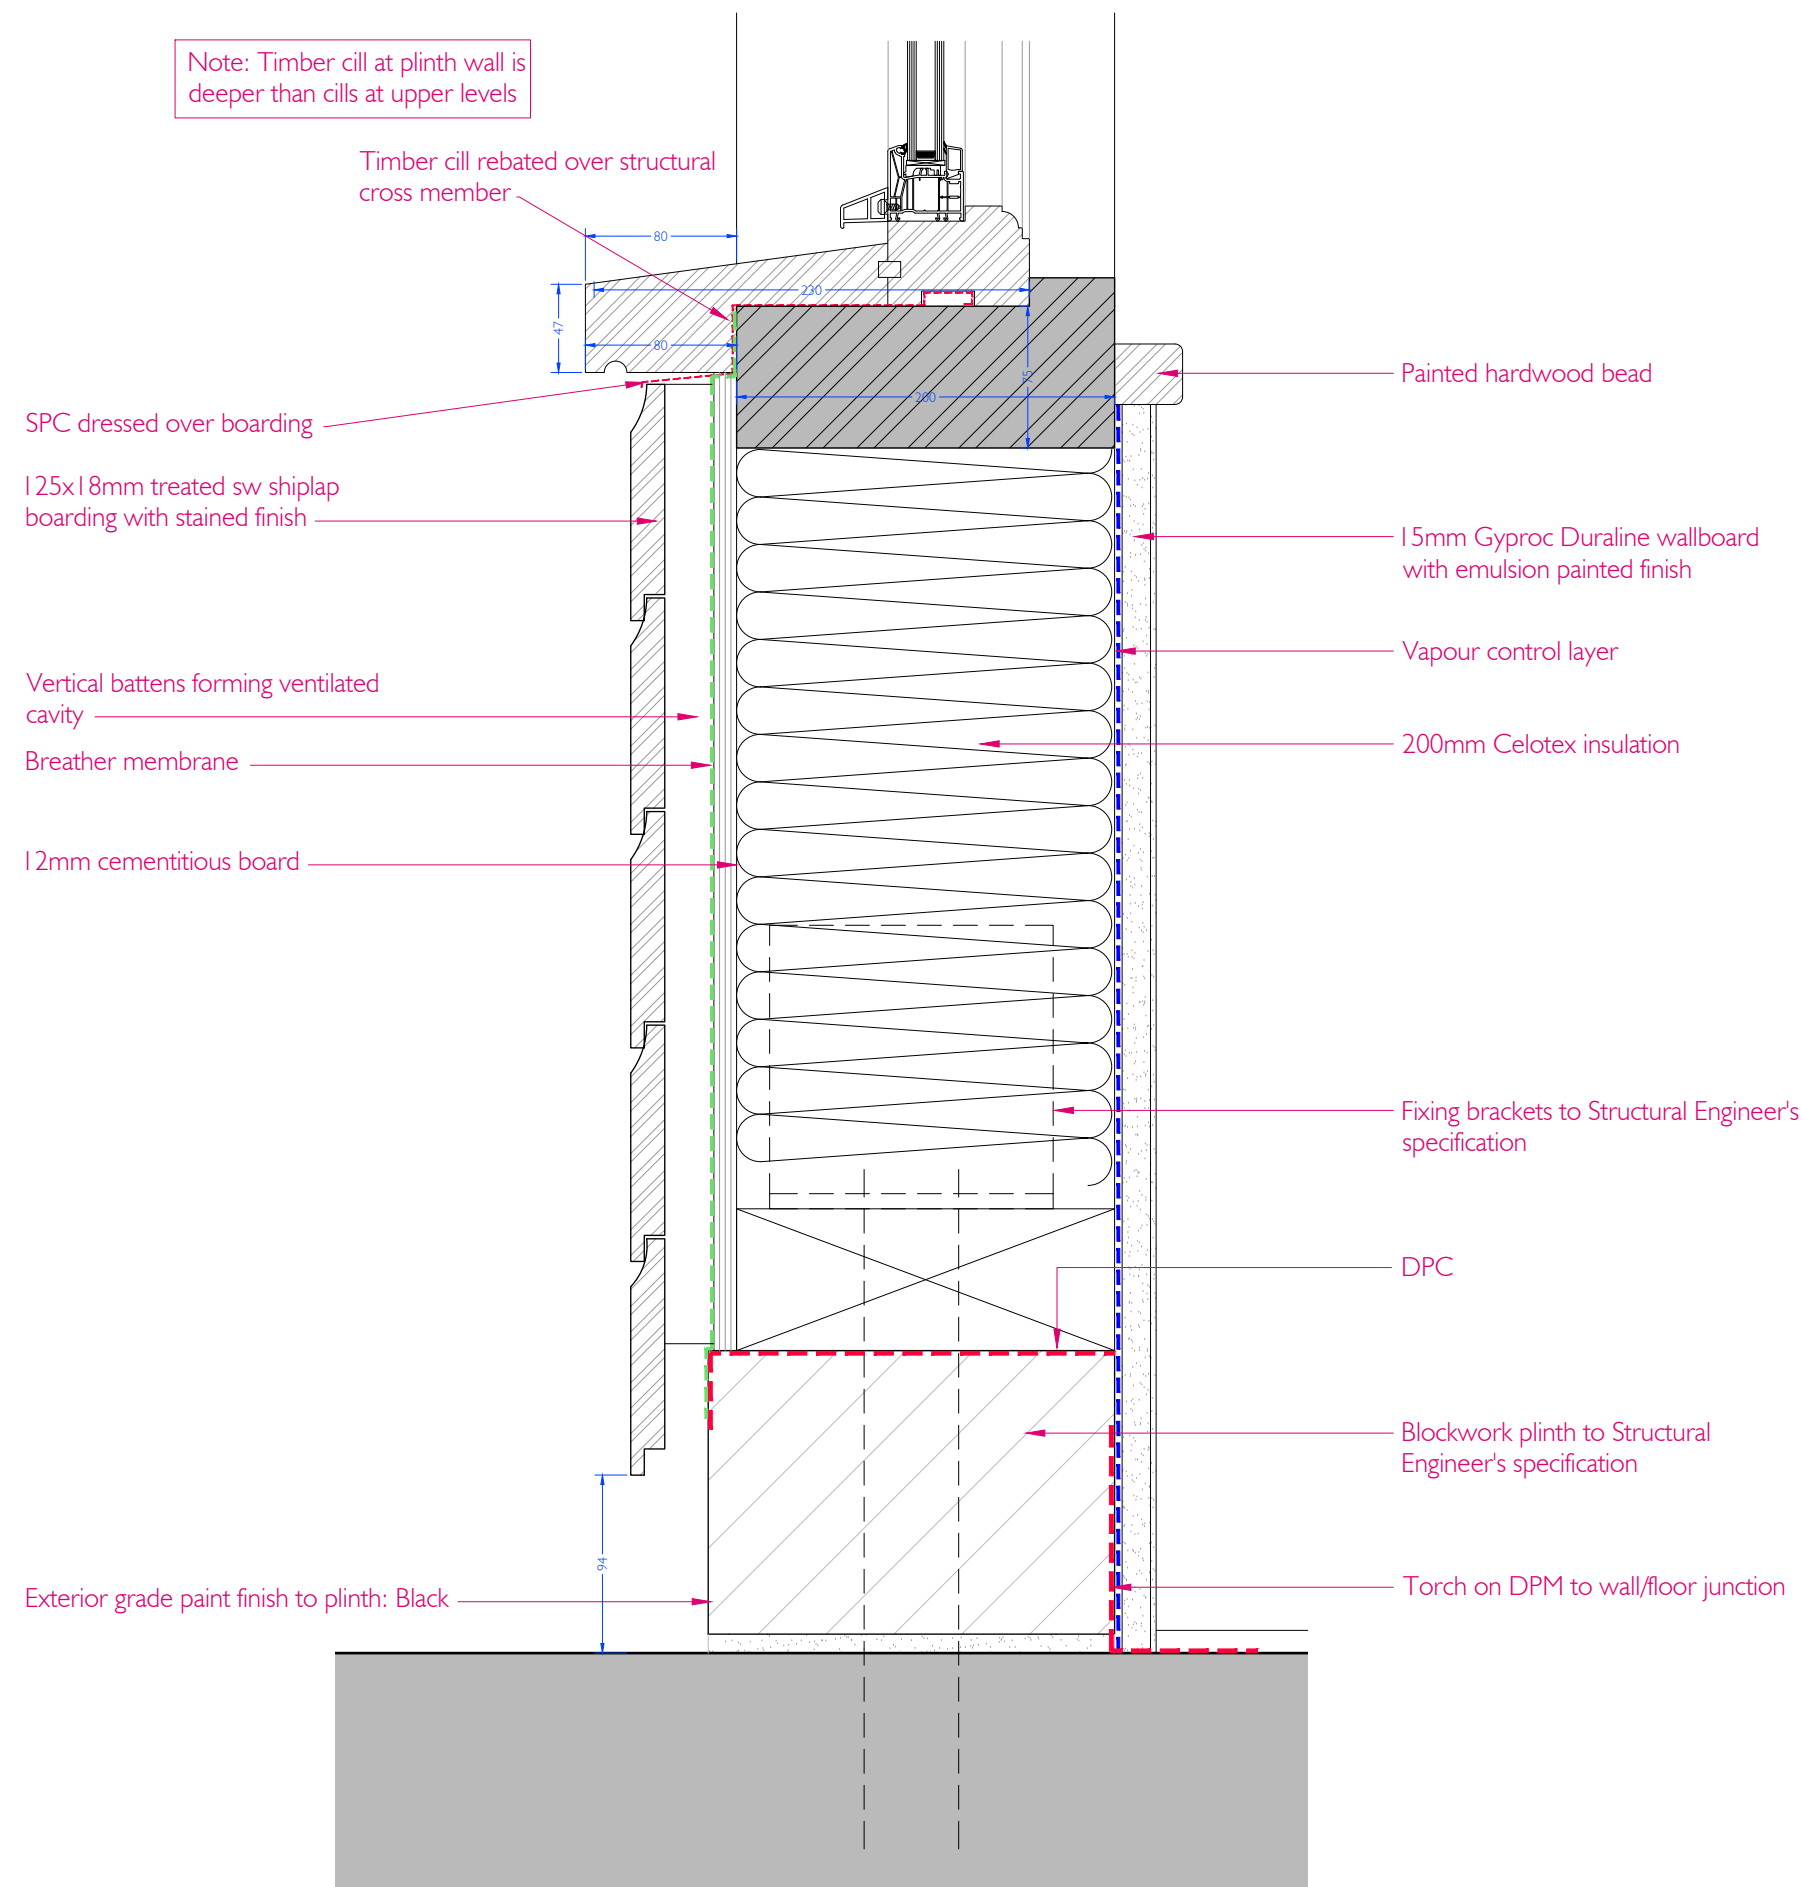 Note: Timber cill at plinth wall is
deeper than cills at upper levels
Timber cill rebated over structural
cross member
80
230
47
80
75
200
Painted hardwood bead
SPC dressed over boarding
125x18mm treated sw shiplap
boarding with stained finish
15mm Gyproc Duraline wallboard
with emulsion painted finish
Vapour control layer
Vertical battens forming ventilated
cavity
200mm Celotex insulation
Breather membrane
12mm cementitious board
Fixing brackets to Structural Engineer's
specification
DPC
Blockwork plinth to Structural
Engineer's specification
94
Torch on DPM to wall/floor junction
Exterior grade paint finish to plinth: Black